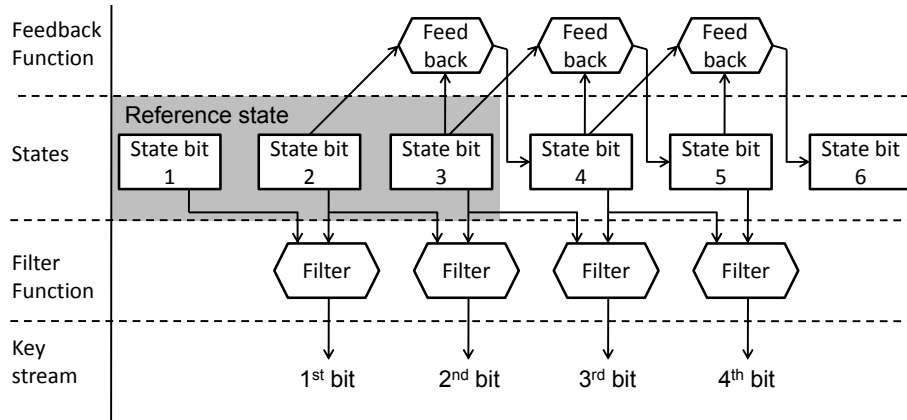 Feedback
Function
Feed
back
Feed
back
Feed
back
Reference state
States
State bit
1
State bit
2
State bit
3
State bit
4
State bit
5
State bit
6
Filter
Function
Filter
Filter
Filter
Filter
Key
stream
1st bit
2nd bit
3rd bit
4th bit